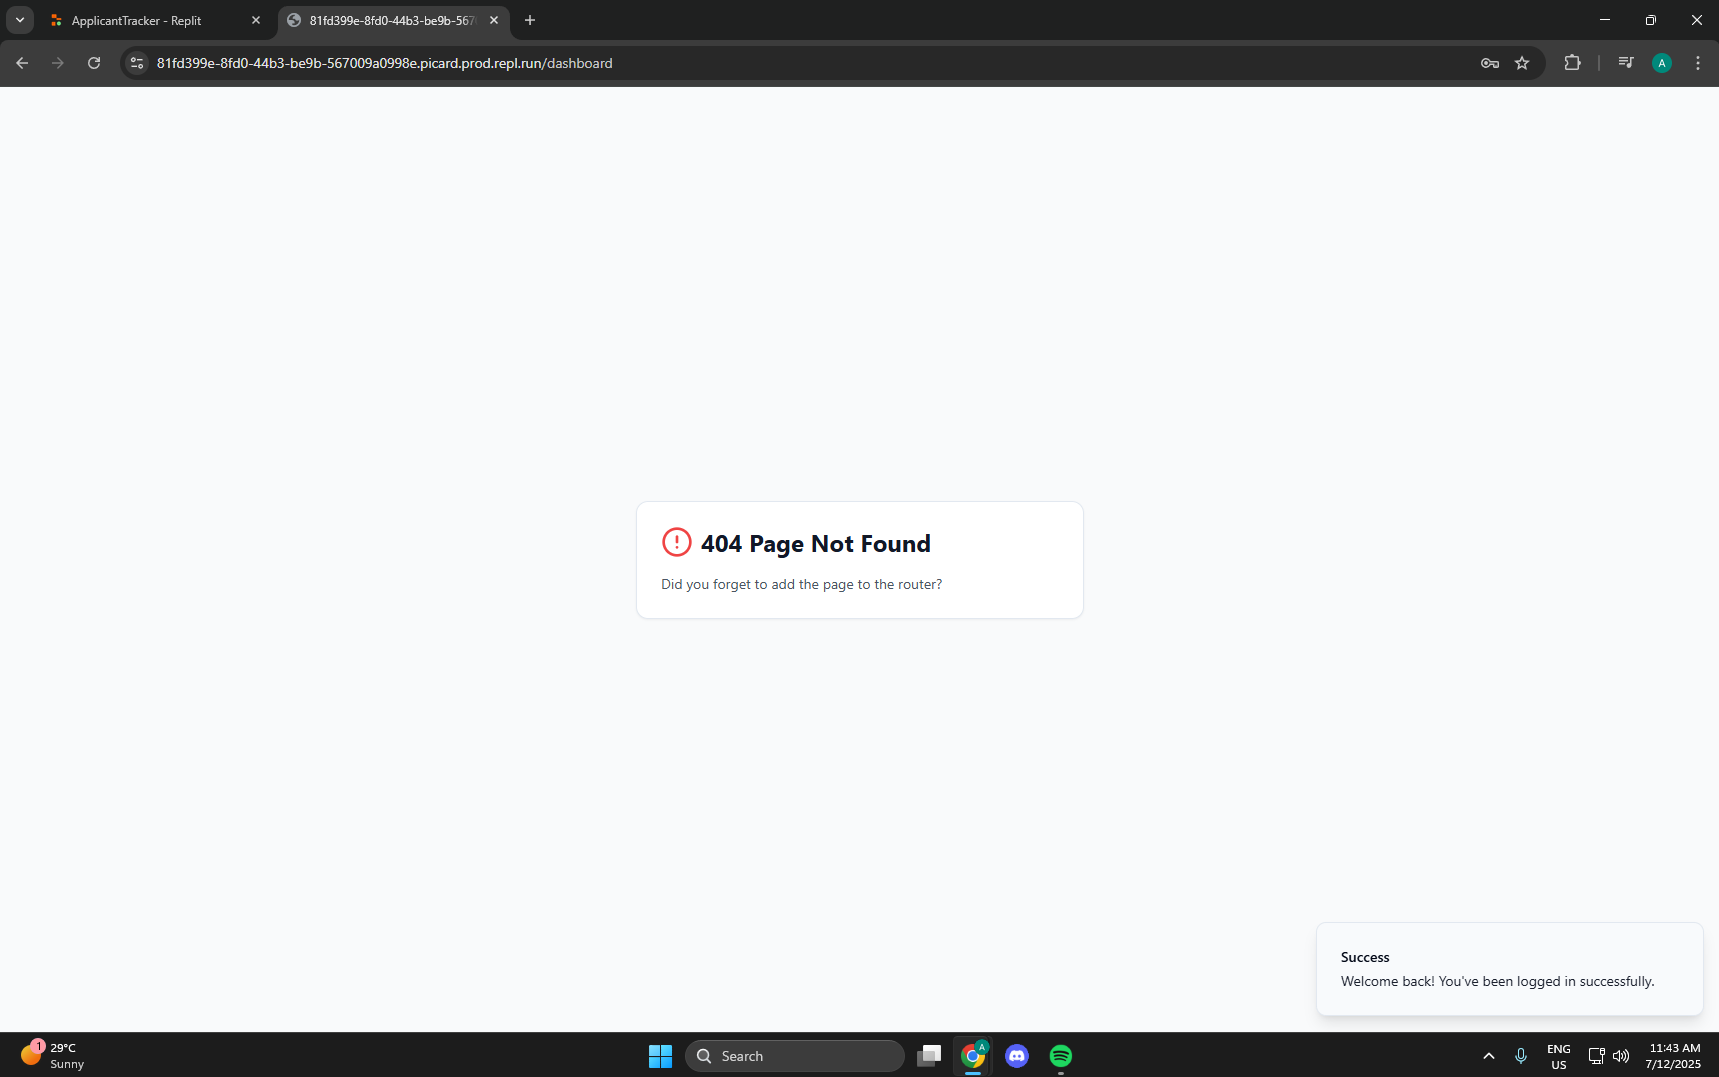 ApplicantTracker - Replit
81fd399e-8fd0-44b3-be9b-567
81fd399e-8fd0-44b3-be9b-567009a0998e.picard.prod.repl.run/dashboard
A
404 Page Not Found
Did you forget to add the page to the router?
Success
Welcome back! You've been logged in successfully.
1
29°C
Sunny
Search
A
ENG
US
11:43 AM
7/12/2025